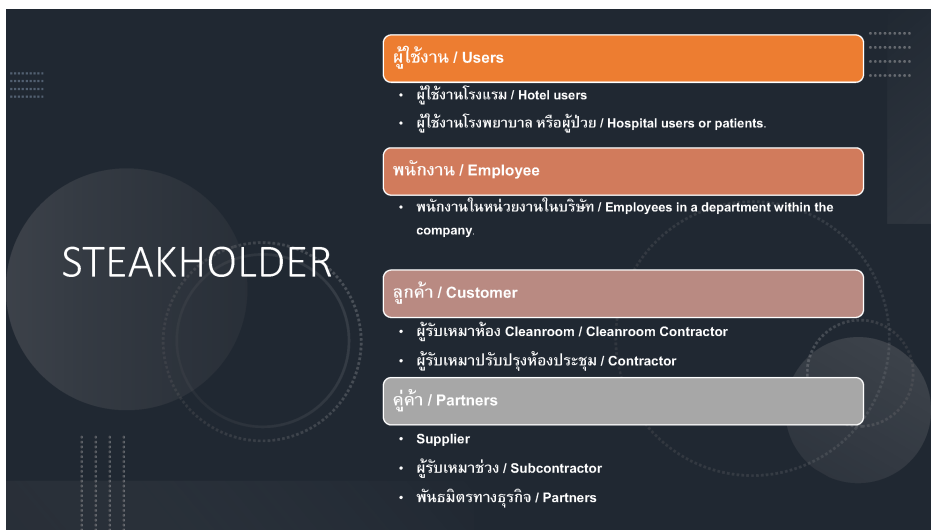 STEAKHOLDER
ผู้ใช้งาน / Users
• ผู้ใช้งานโรงแรม / Hotel users
• ผู้ใช้งานโรงพยาบาล หรือผู้ป่วย / Hospital users or patients.
พนักงาน / Employee
• พนักงานในหน่วยงานในบริษัท / Employees in a department within the
company.
ลูกค้า / Customer
• ผู้รับเหมาห้อง Cleanroom / Cleanroom Contractor
• ผู้รับเหมาปรับปรุงห้องประชุม / Contractor
คู่ค้า / Partners
• Supplier
• ผู้รับเหมาช่วง / Subcontractor
• พันธมิตรทางธุรกิจ / Partners